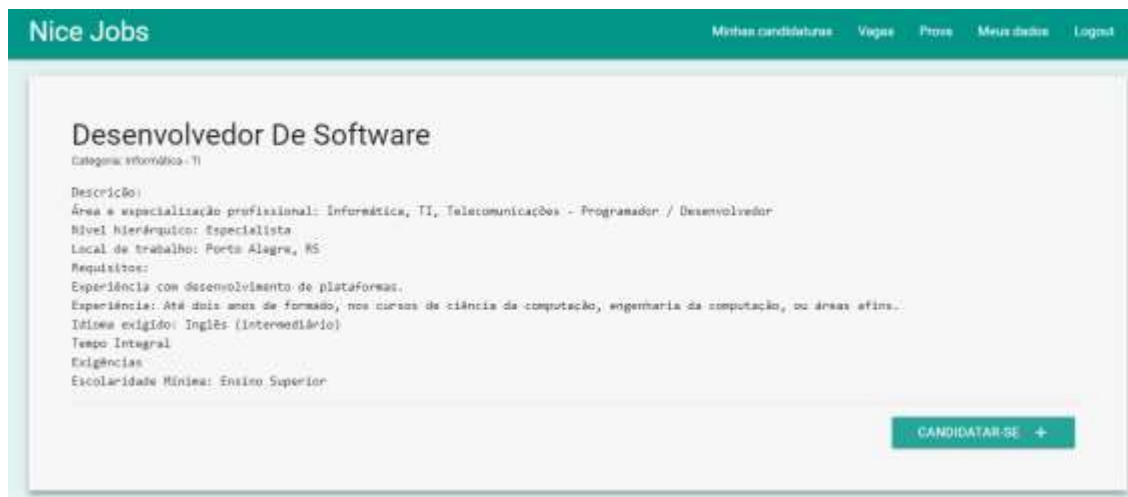 Nice Jobs
Minhas candidaturas Vagas Prova Meus dados Logout
Desenvolvedor De Software
Categoria: Informática - TI
Descrição:
Área e especialização profissional: Informática, TI, Telecomunicações - Programador / Desenvolvedor
Nível hierárquico: Especialista
Local de trabalho: Porto Alegre, RS
Requisitos:
Experiência com desenvolvimento de plataformas.
Experiência: Até dois anos de formado, nos cursos de ciência da computação, engenharia da computação, ou áreas afins.
Idioma exigido: Inglês (intermediário)
Tempo Integral
Exigências
Escolaridade Mínima: Ensino Superior
CANDIDATAR-SE +